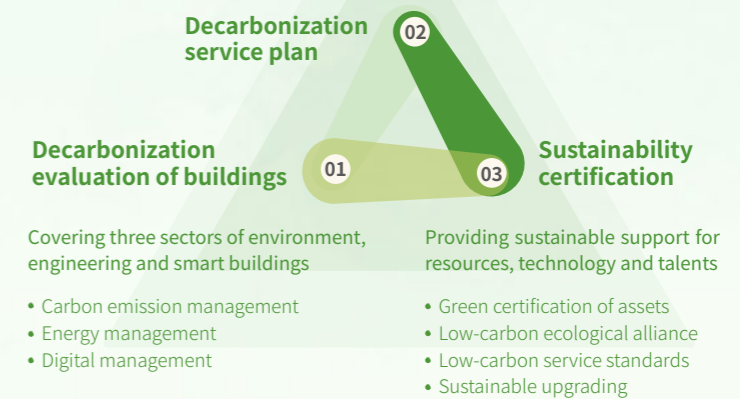 Decarbonization
service plan
02
Decarbonization
evaluation of buildings
01
03
Sustainability
certification
Covering three sectors of environment,
engineering and smart buildings
• Carbon emission management
• Energy management
• Digital management
Providing sustainable support for
resources, technology and talents
• Green certification of assets
• Low-carbon ecological alliance
• Low-carbon service standards
• Sustainable upgrading